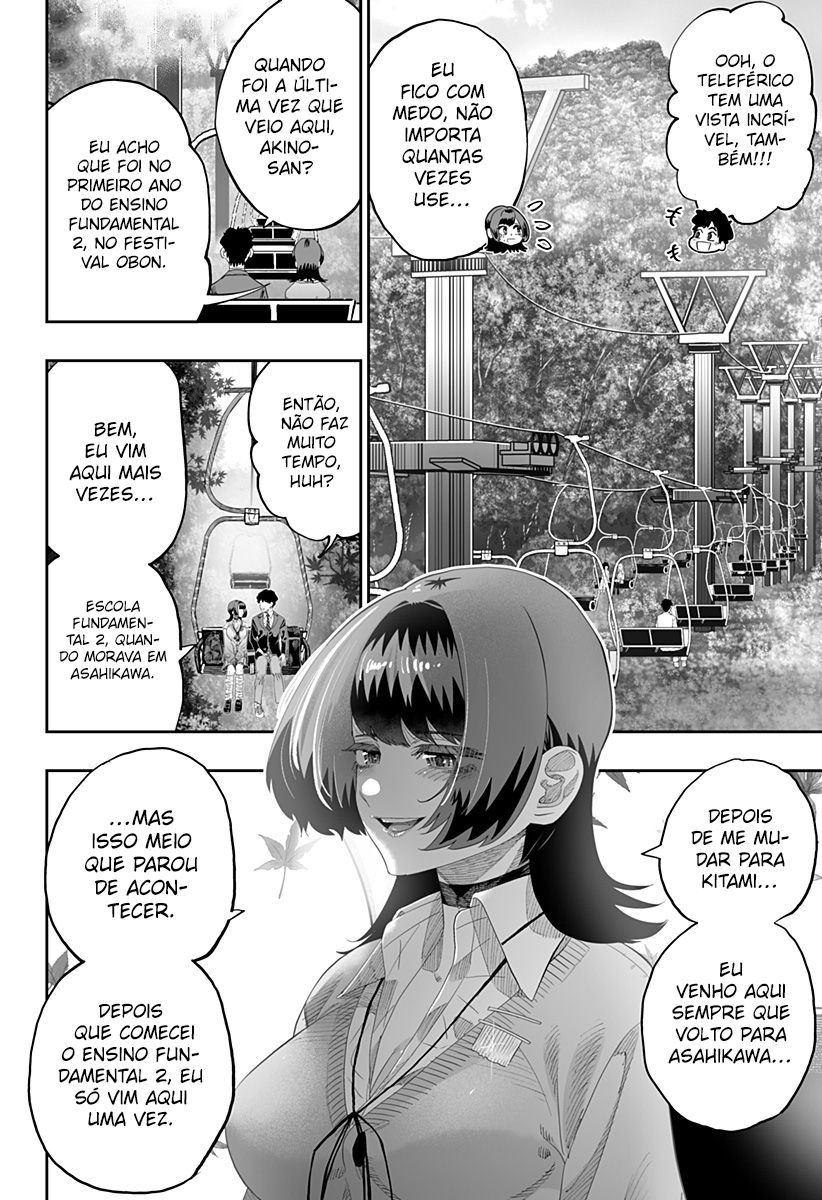 OOH, O
TELEFÉRICO
TEM UMA
VISTA INCRÍ-
VEL, TAM-
BÉM!!!
EU
FICO COM
MEDO, NÃO
IMPORTA
QUANTAS
VEZES
USE...
QUANDO
FOI A ÚLTI-
MA VEZ QUE
VEIO AQUI,
AKINO-
SAN?
EU ACHO
QUE FOI NO
PRIMEIRO ANO
DO ENSINO
FUNDAMENTAL
2, NO FESTI-
VAL OBON.
ENTÃO,
NÃO FAZ
MUITO
TEMPO,
HUH?
BEM,
EU VIM
AQUI MAIS
VEZES...
ESCOLA
FUNDAMEN-
TAL 2, QUAN-
DO MORAVA EM
ASAHIKAWA.
DEPOIS
DE ME MU-
DAR PARA
KITAMI...
EU
VENHO AQUI
SEMPRE QUE
VOLTO PARA
ASAHIKAWA...
...MAS
ISSO MEIO
QUE PAROU
DE ACON-
TECER.
DEPOIS
QUE COMECEI
O ENSINO FUN-
DAMENTAL 2, EU
SÓ VIM AQUI
UMA VEZ.